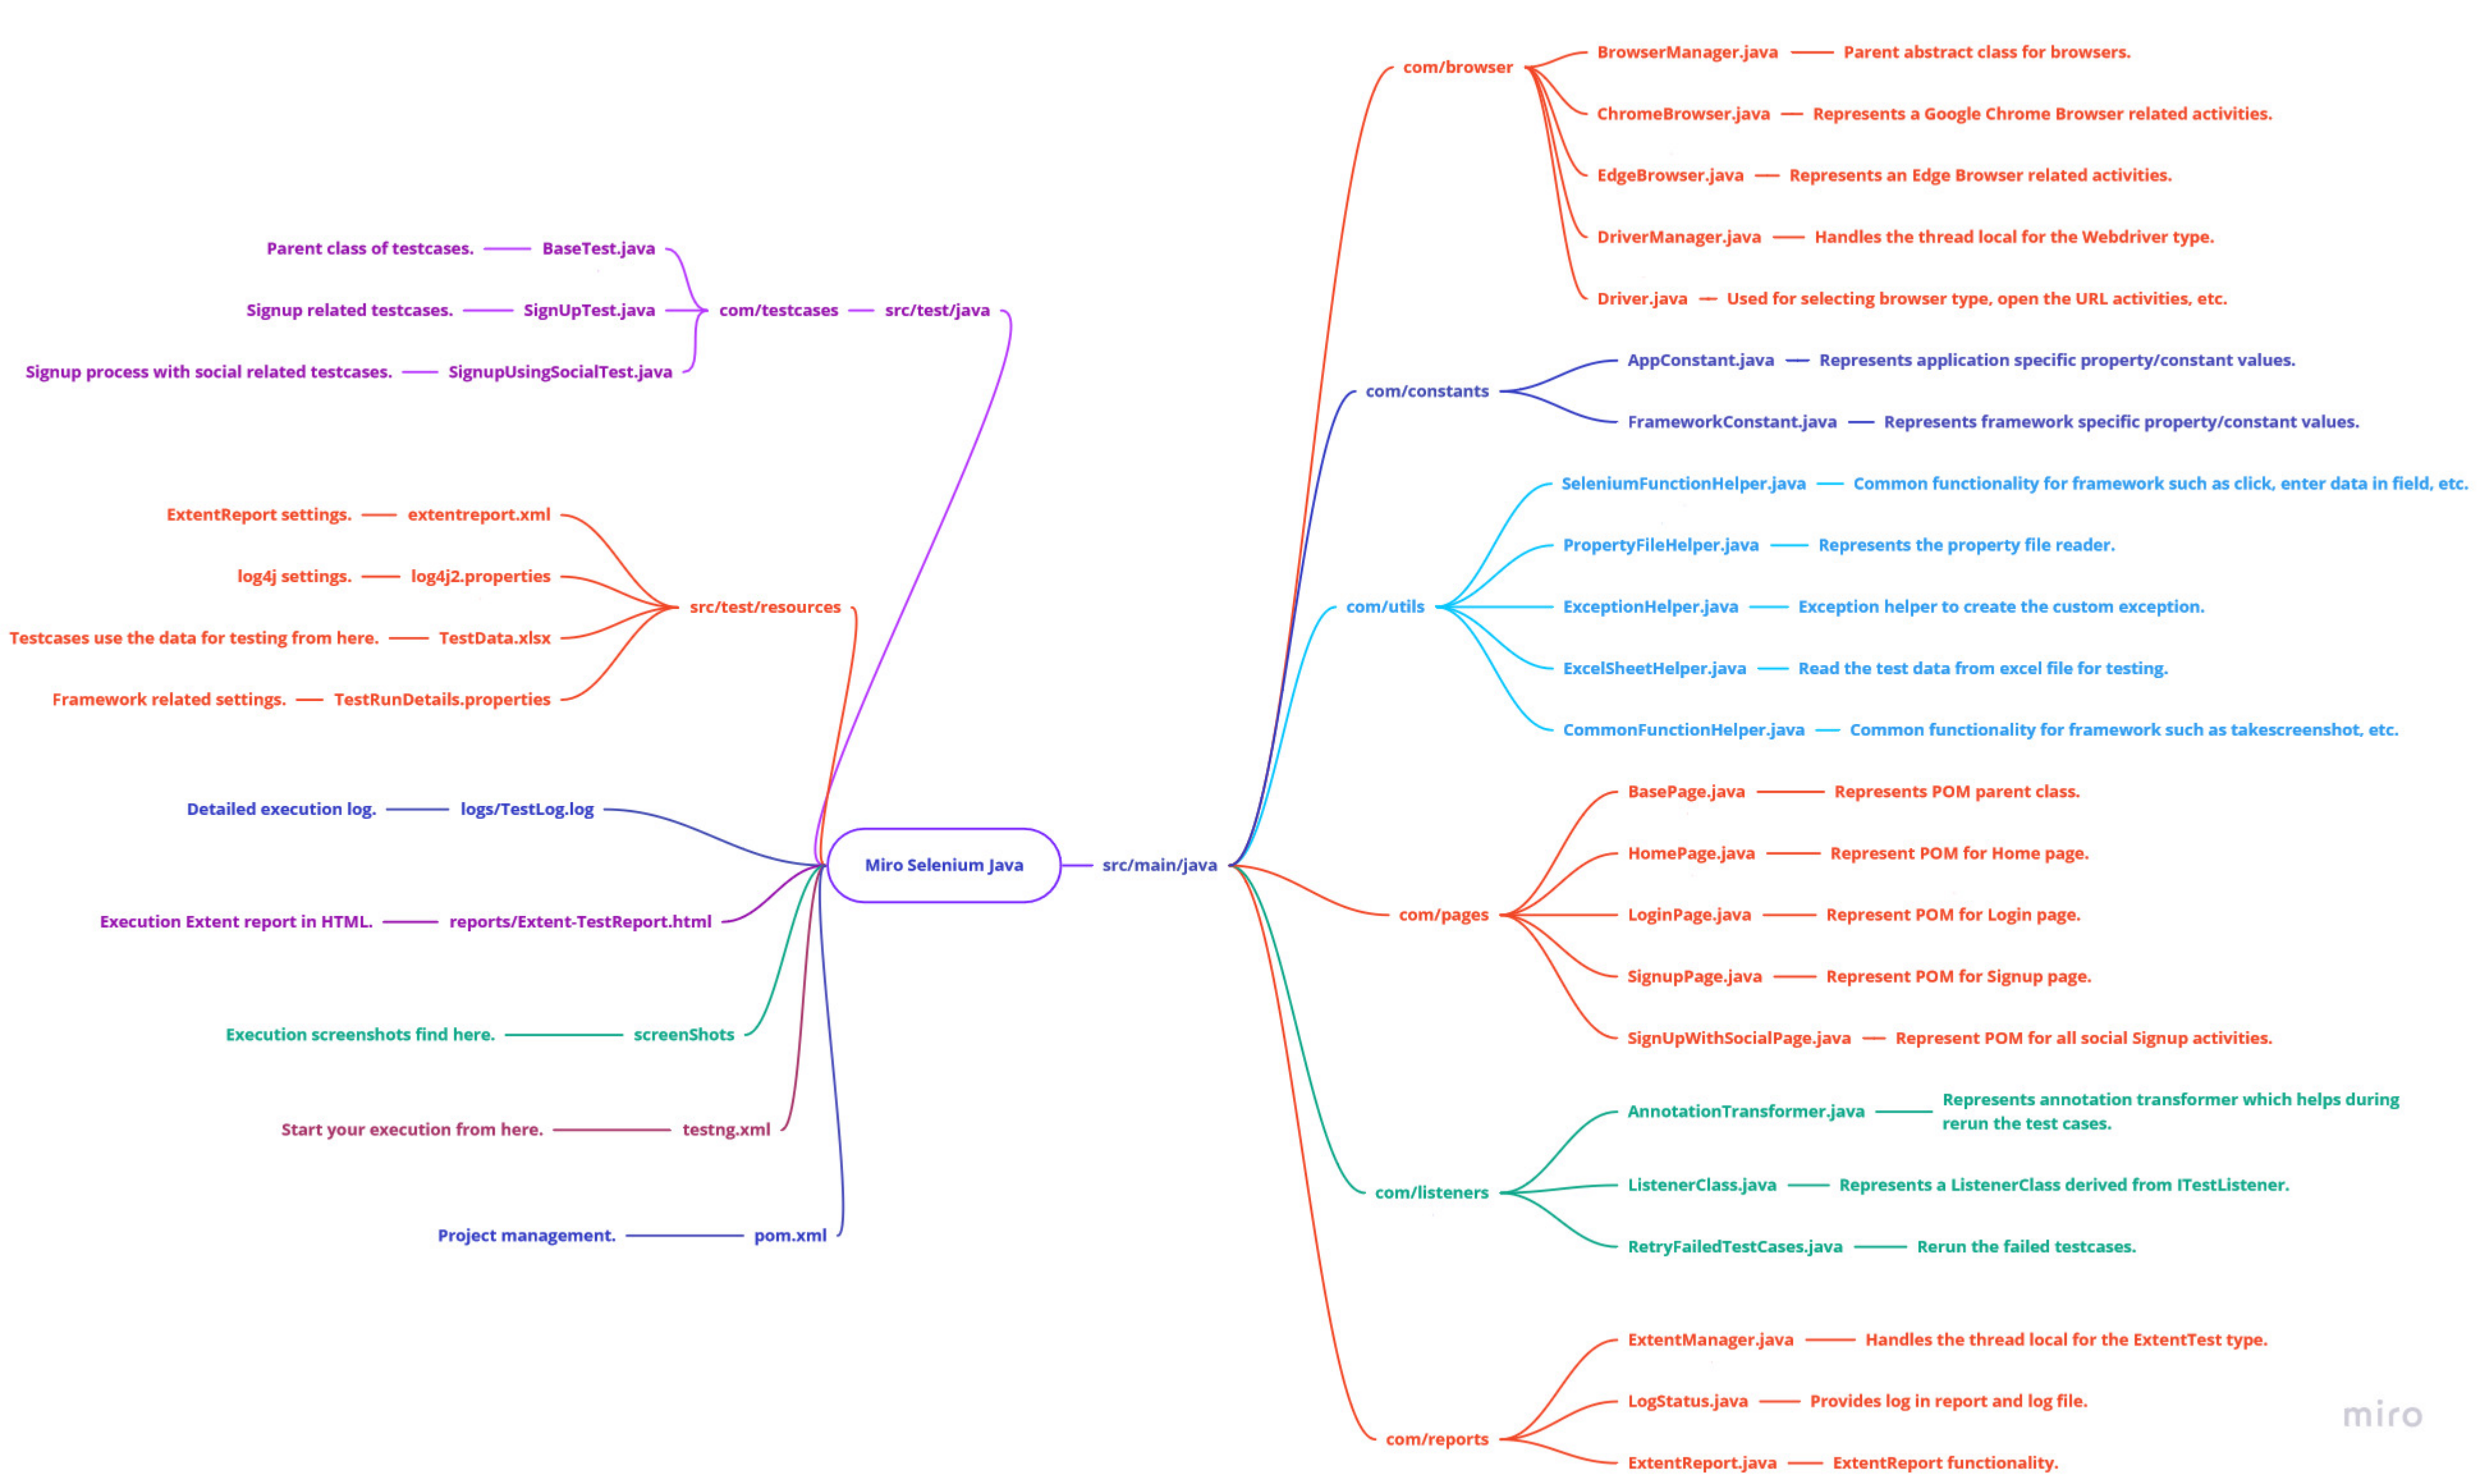 BrowserManager.java
Parent abstract class for browsers.
com/browser
ChromeBrowser.java
Represents a Google Chrome Browser related activities.
EdgeBrowser.java
Represents an Edge Browser related activities.
DriverManager.java
Handles the thread local for the Webdriver type.
Driver.java
Used for selecting browser type, open the URL activities, etc.
Parent class of testcases.
BaseTest.java
Signup related testcases.
SignUpTest.java
com/testcases
src/test/java
Signup process with social related testcases.
SignupUsingSocialTest.java
AppConstant.java
Represents application specific property/constant values.
com/constants
FrameworkConstant.java
Represents framework specific property/constant values.
ExtentReport settings.
extentreport.xml
log4j settings.
log4j2.properties
src/test/resources
Testcases use the data for testing from here.
TestData.xlsx
Framework related settings.
TestRunDetails.properties
SeleniumFunctionHelper.java
Common functionality for framework such as click, enter data in field, etc.
PropertyFileHelper.java
Represents the property file reader.
com/utils
ExceptionHelper.java
Exception helper to create the custom exception.
ExcelSheetHelper.java
Read the test data from excel file for testing.
CommonFunctionHelper.java
Common functionality for framework such as takescreenshot, etc.
Detailed execution log.
logs/TestLog.log
Miro Selenium Java
src/main/java
Execution Extent report in HTML.
reports/Extent-TestReport.html
Execution screenshots find here.
screenShots
Start your execution from here.
testng.xml
Project management.
pom.xml
BasePage.java
Represents POM parent class.
HomePage.java
Represent POM for Home page.
com/pages
LoginPage.java
Represent POM for Login page.
SignupPage.java
Represent POM for Signup page.
SignUpWithSocialPage.java
Represent POM for all social Signup activities.
AnnotationTransformer.java
Represents annotation transformer which helps during
rerun the test cases.
com/listeners
ListenerClass.java
Represents a ListenerClass derived from ITestListener.
RetryFailedTestCases.java
Rerun the failed testcases.
ExtentManager.java
Handles the thread local for the ExtentTest type.
LogStatus.java
Provides log in report and log file.
com/reports
ExtentReport.java
ExtentReport functionality.
miro